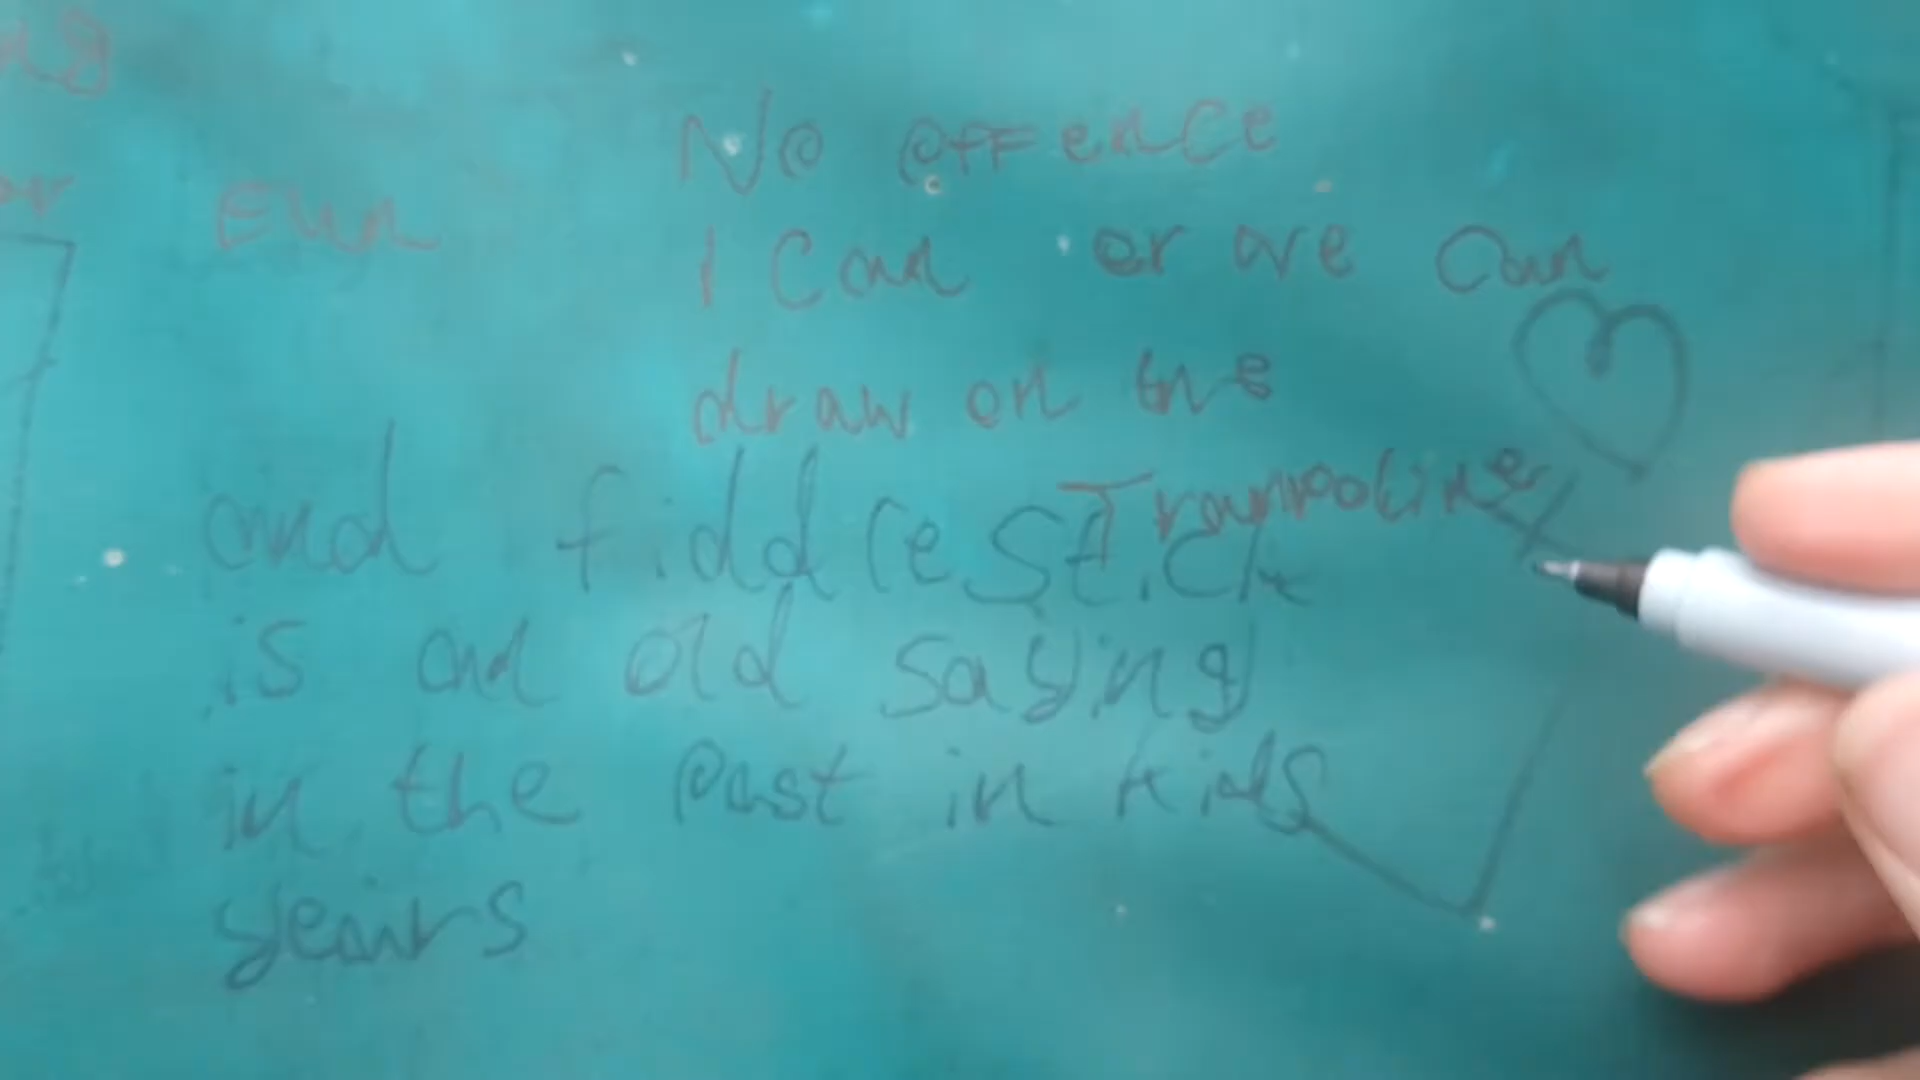 No offence
I can or we can
draw on the
Trampoline
and fiddlestick
is an old saying
in the past in kids
years